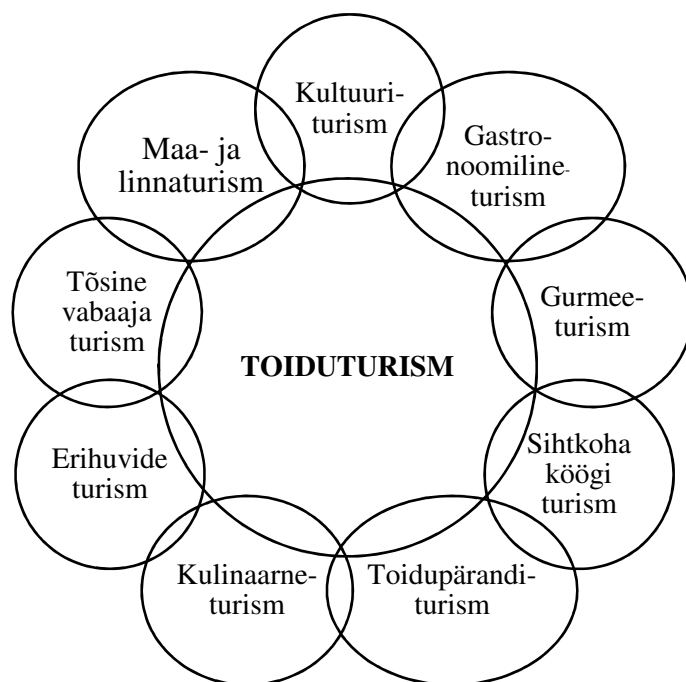 Kultuuri-
turism
Gastro-
noomiline-
turism
Gurmee-
turism
Sihtkoha
köögi
turism
Toidupärandi-
turism
Kulinaarne-
turism
Erihuvide
turism
Tõsine
vabaaja
turism
Maa- ja
linnaturism
TOIDUTURISM